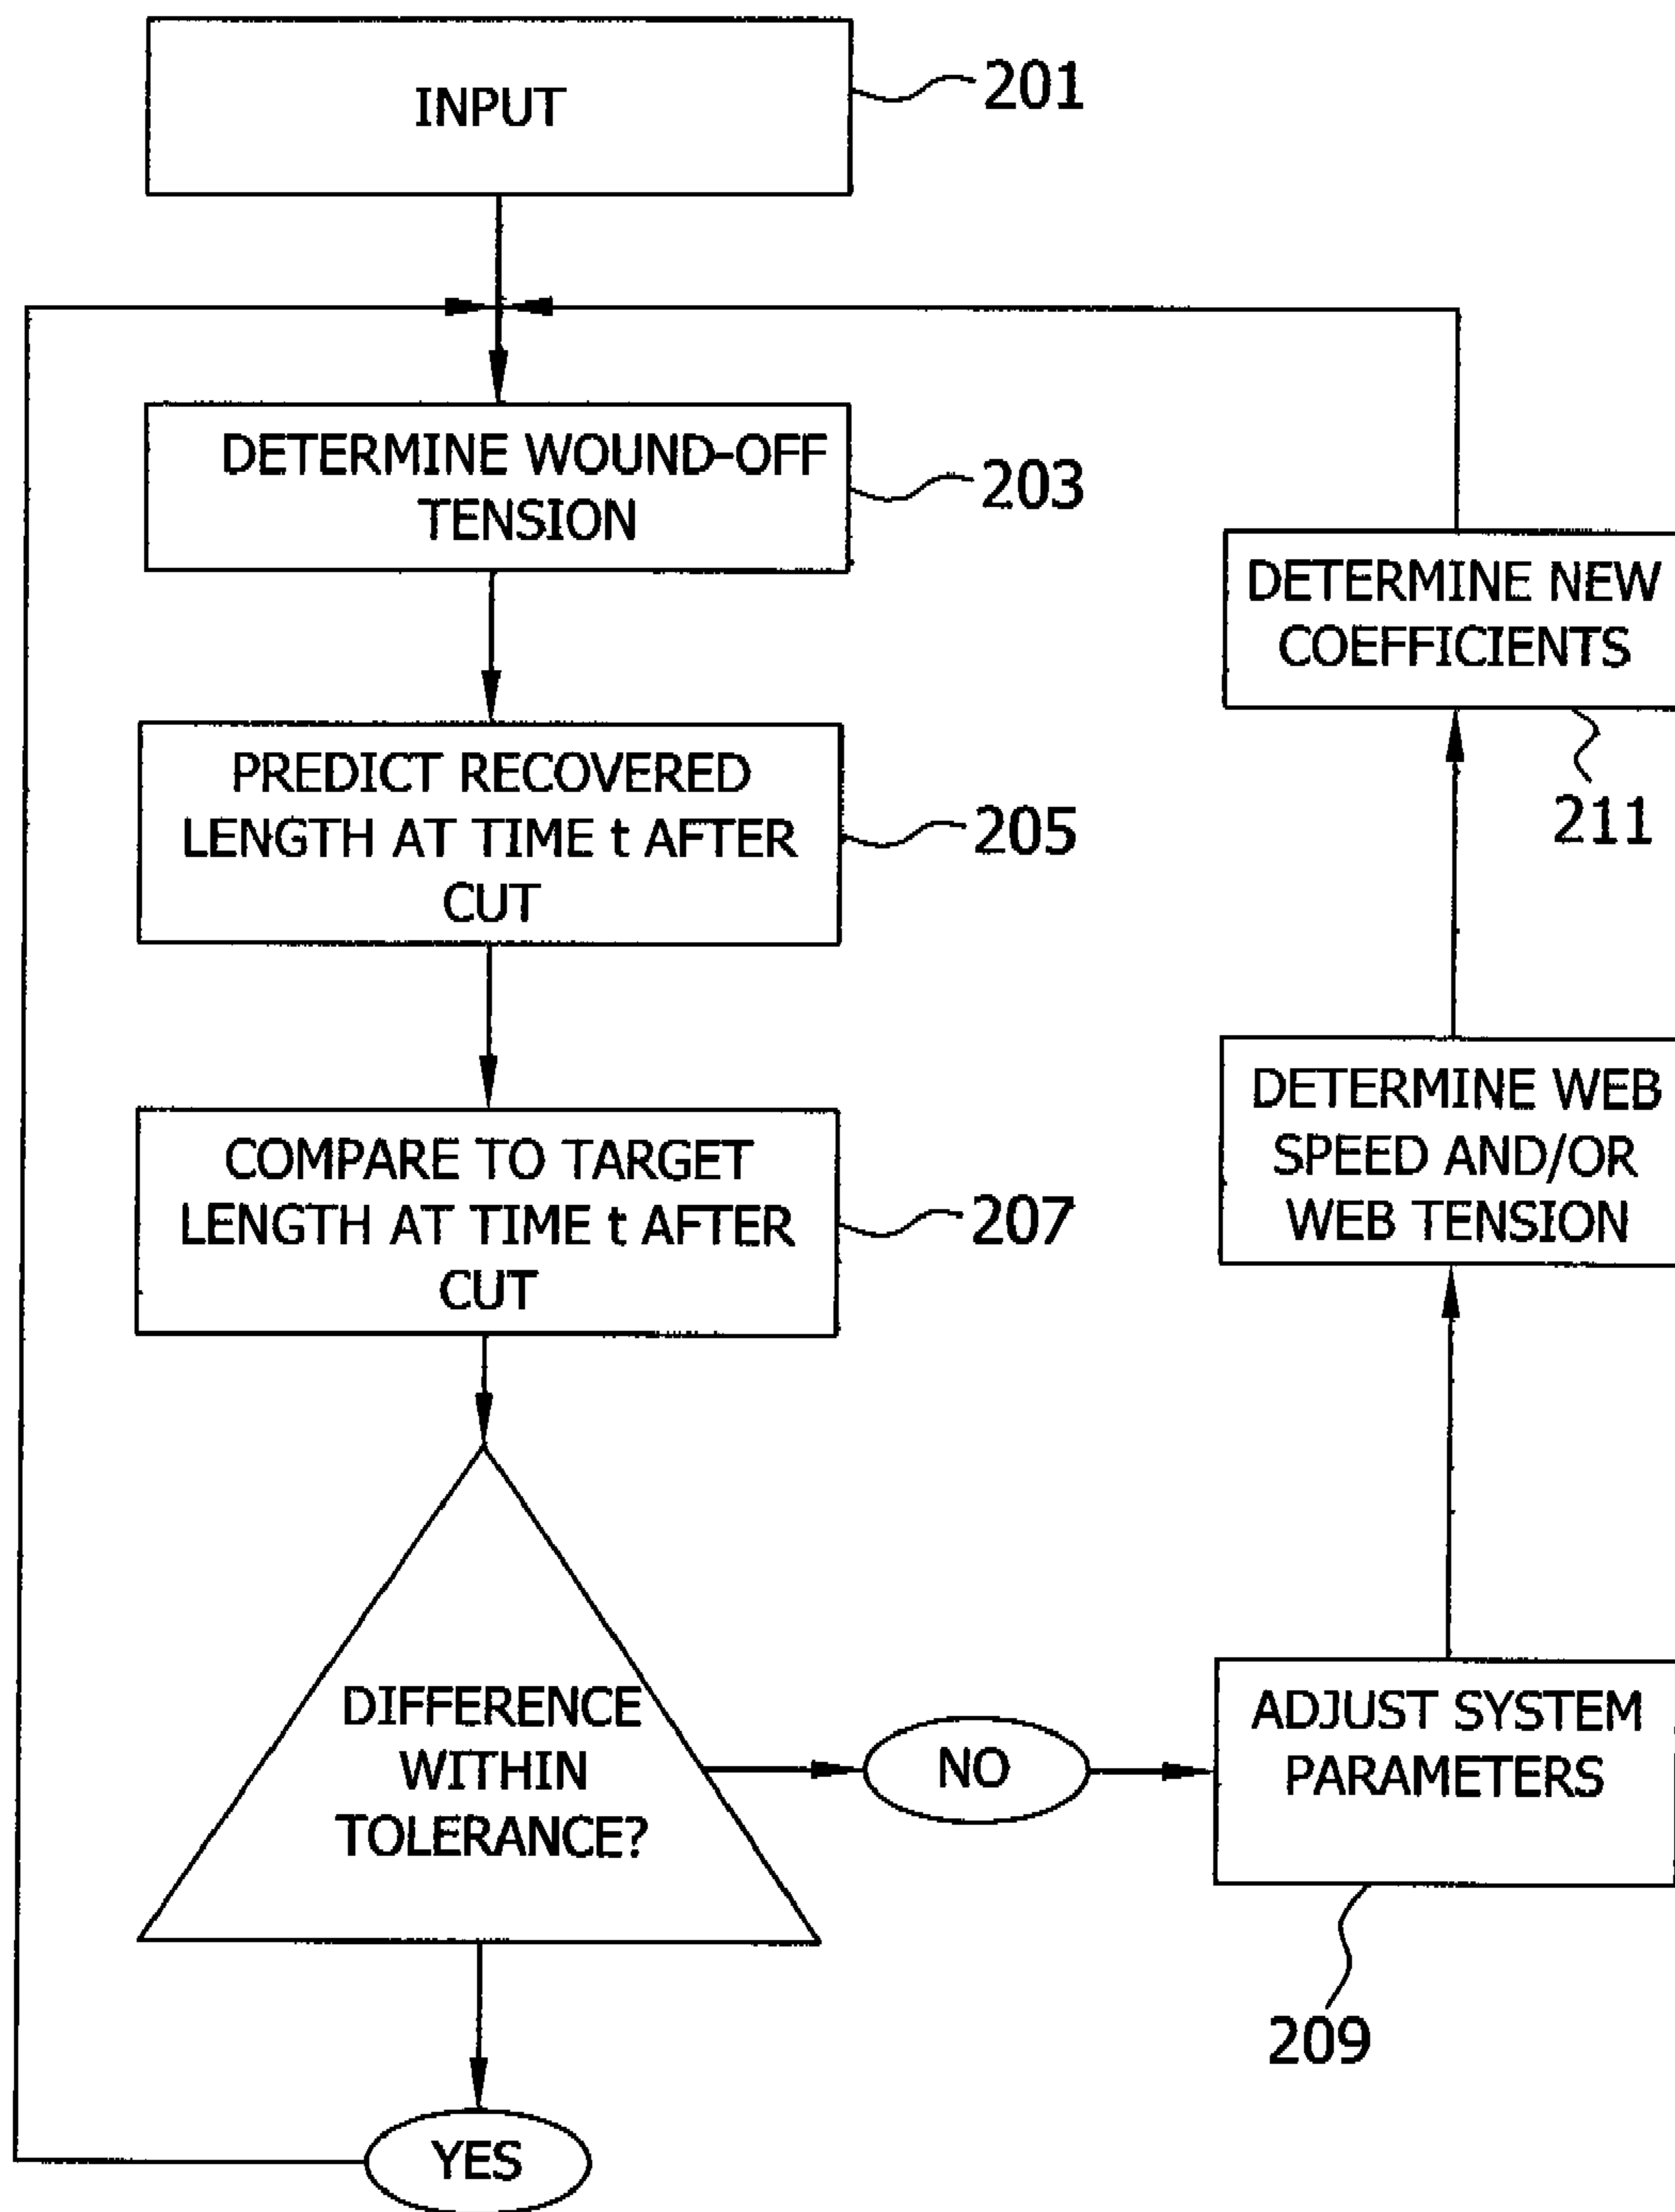 INPUT
201
DETERMINE WOUND-OFF
TENSION
203
PREDICT RECOVERED
LENGTH AT TIME t AFTER
CUT
205
COMPARE TO TARGET
LENGTH AT TIME t AFTER
CUT
207
DIFFERENCE
WITHIN
TOLERANCE?
NO
YES
ADJUST SYSTEM
PARAMETERS
209
DETERMINE WEB
SPEED AND/OR
WEB TENSION
DETERMINE NEW
COEFFICIENTS
211